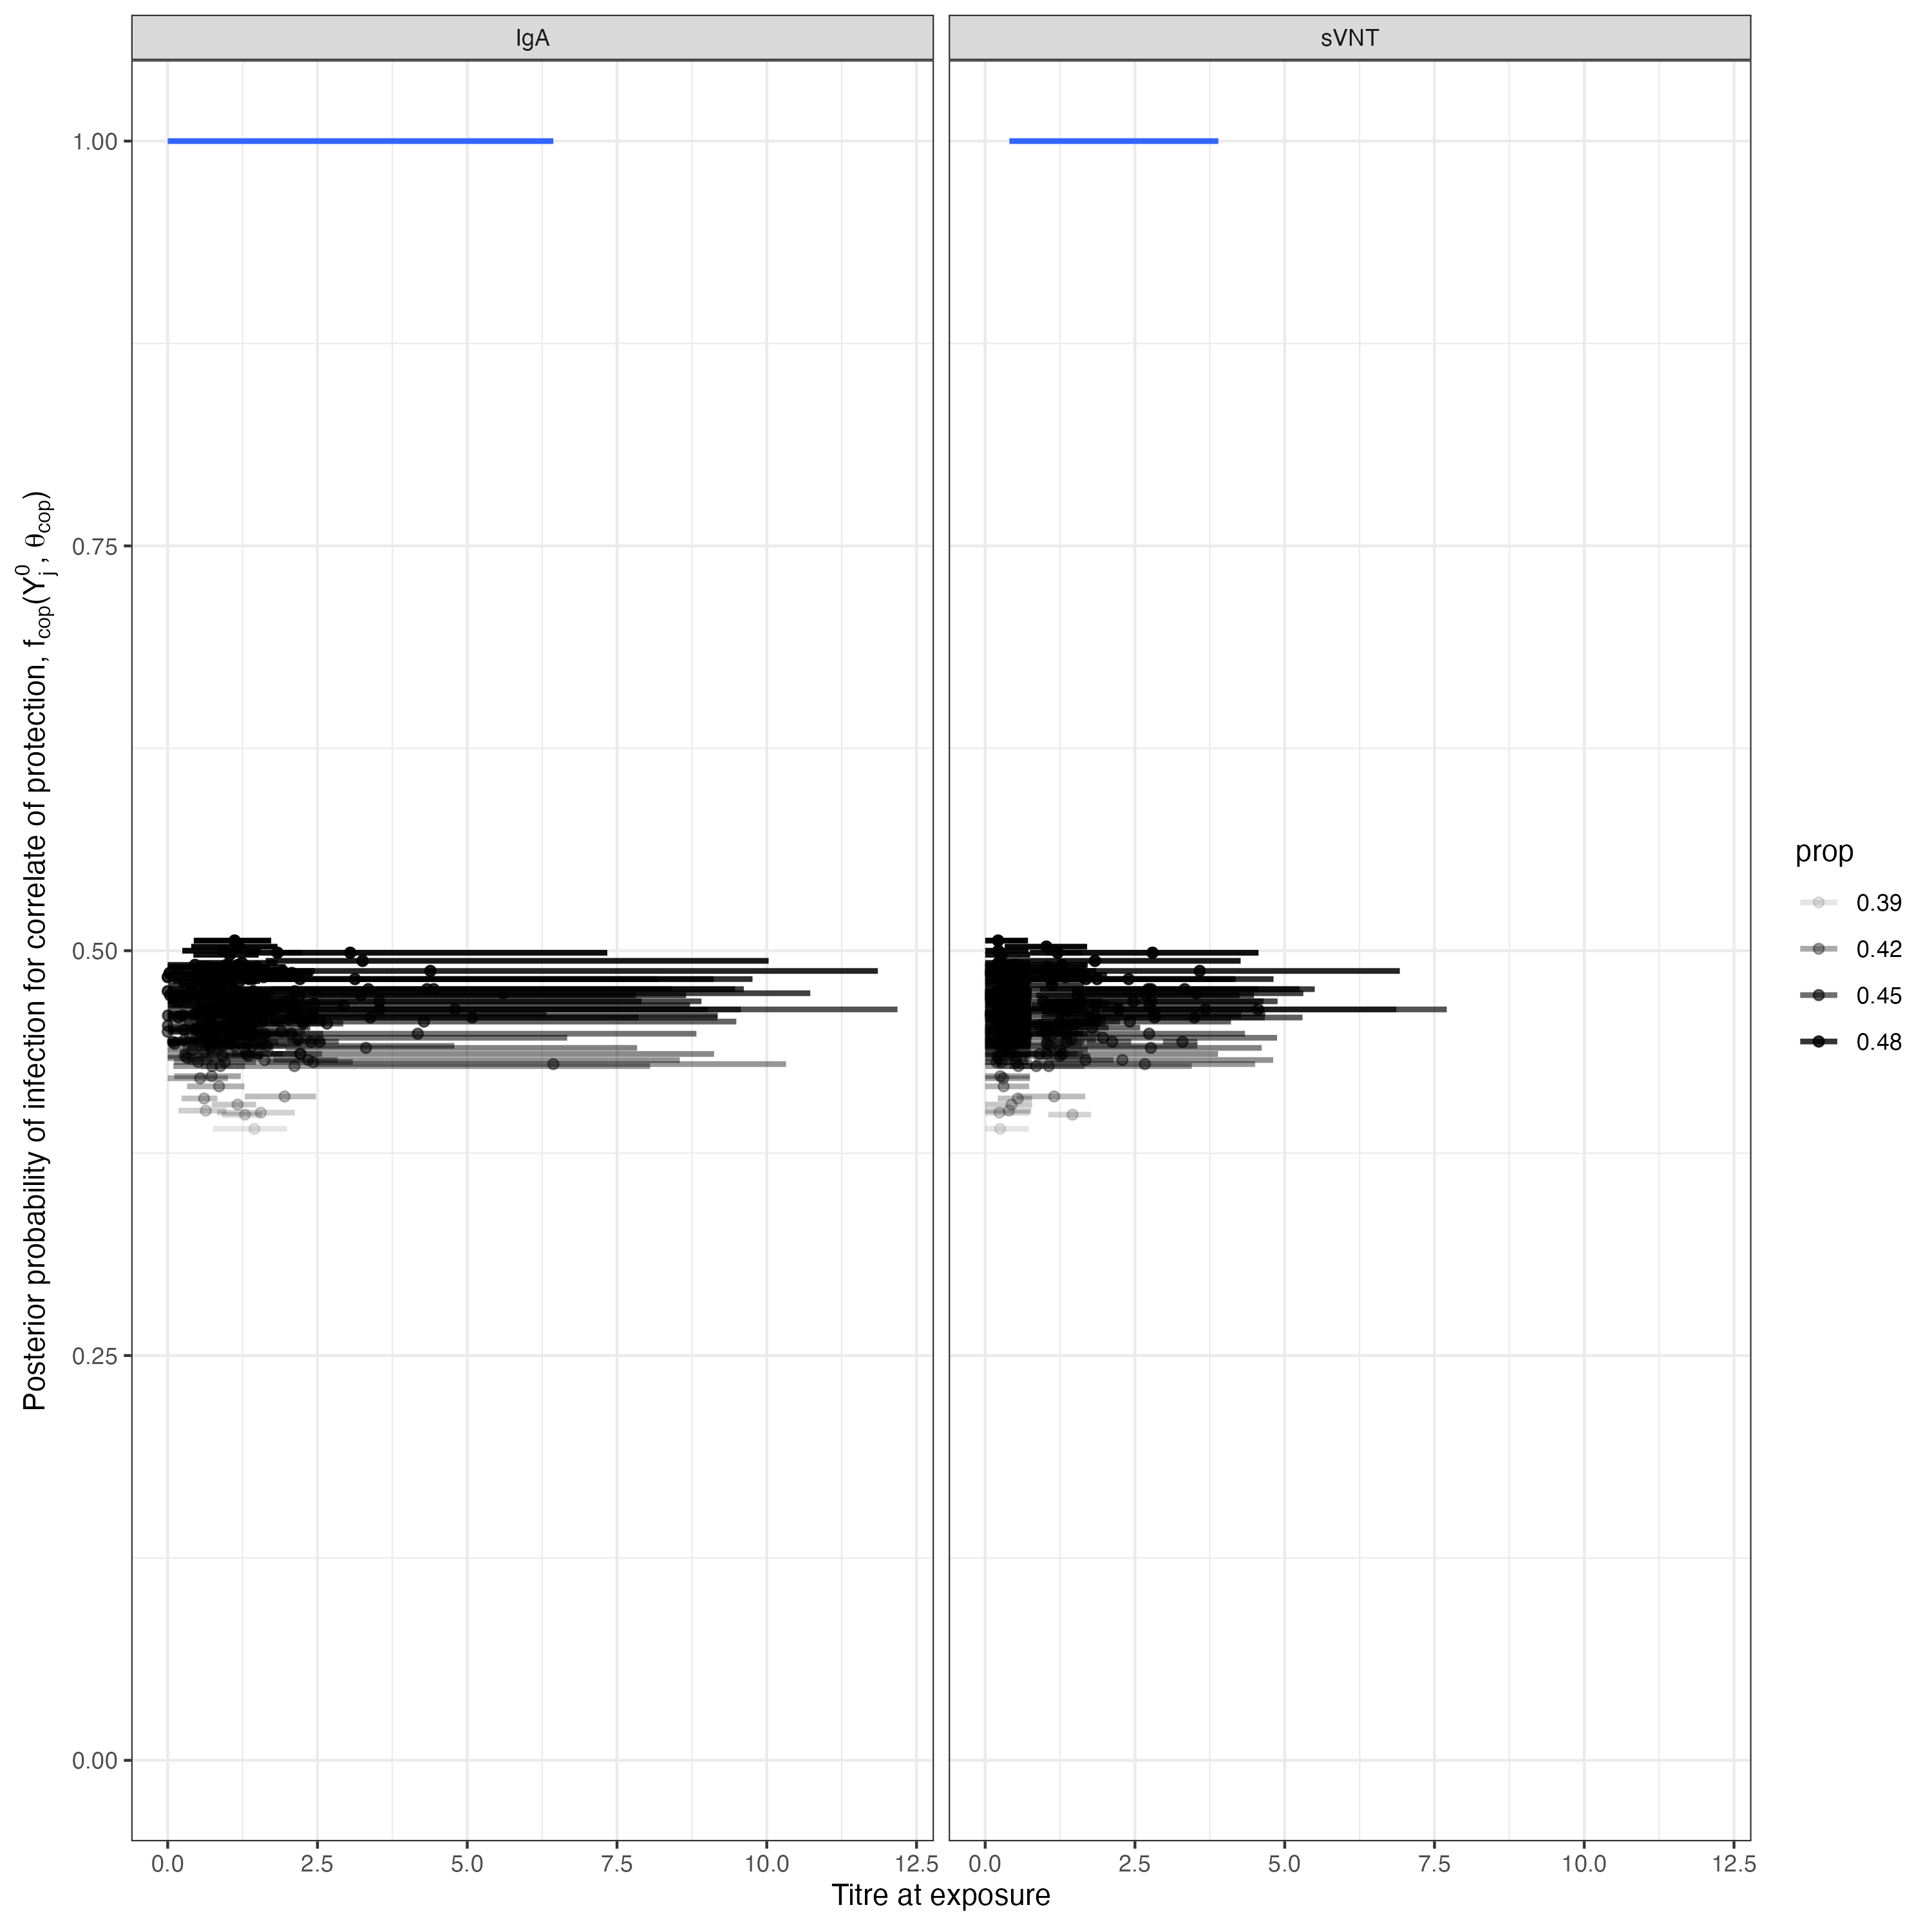 IgA
sVNT
Posterior probability of infection for correlate of protection, f_cop(Y_j^0, θ_cop)
1.00
0.75
0.50
0.25
0.00
prop
0.39
0.42
0.45
0.48
0.0 2.5 5.0 7.5 10.0 12.5
0.0 2.5 5.0 7.5 10.0 12.5
Titre at exposure